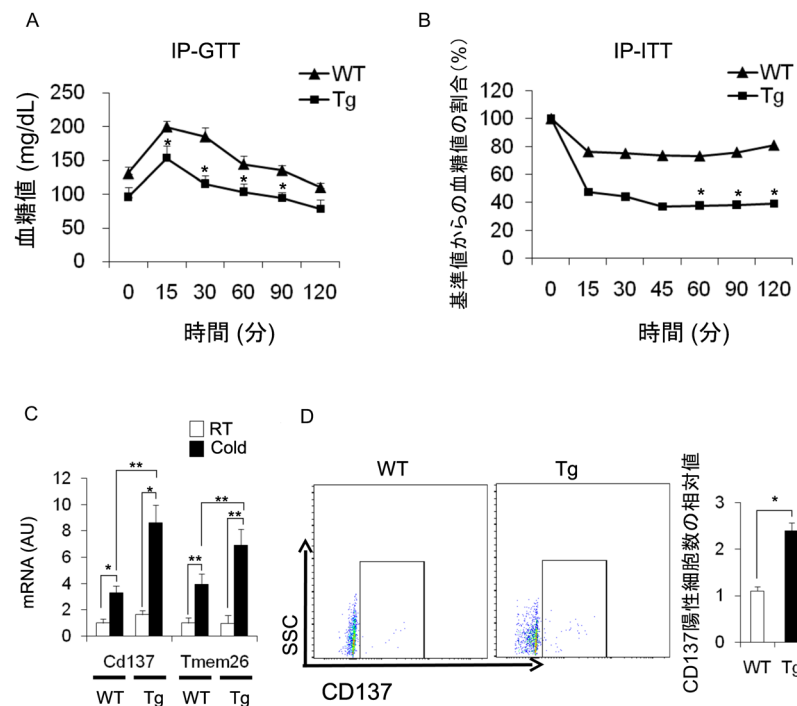 A
IP-GTT
WT
Tg
血糖値 (mg/dL)
250
200
150
100
50
0
*
*
*
*
0 15 30 60 90 120
時間 (分)
B
IP-ITT
WT
Tg
基準値からの血糖値の割合(%)
120
100
80
60
40
20
0
* * *
0 15 30 45 60 90 120
時間 (分)
C
RT
Cold
mRNA (AU)
12
10
8
6
4
2
0
**
*
*
**
**
**
Cd137 Tmem26
WT Tg WT Tg
D
WT
Tg
SSC
CD137
CD137陽性細胞数の相対値
3
2
1
0
*
WT Tg